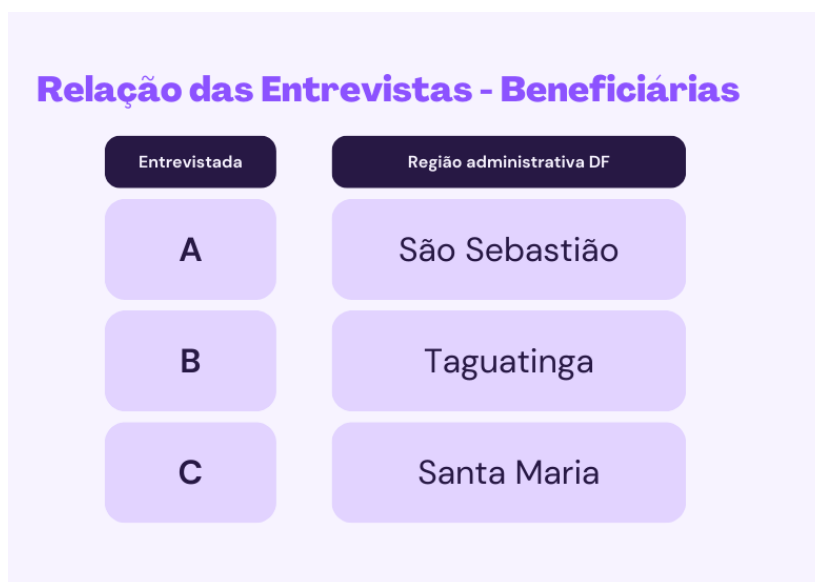 Relação das Entrevistas - Beneficiárias
Entrevistada
Região administrativa DF
A
São Sebastião
B
Taguatinga
C
Santa Maria